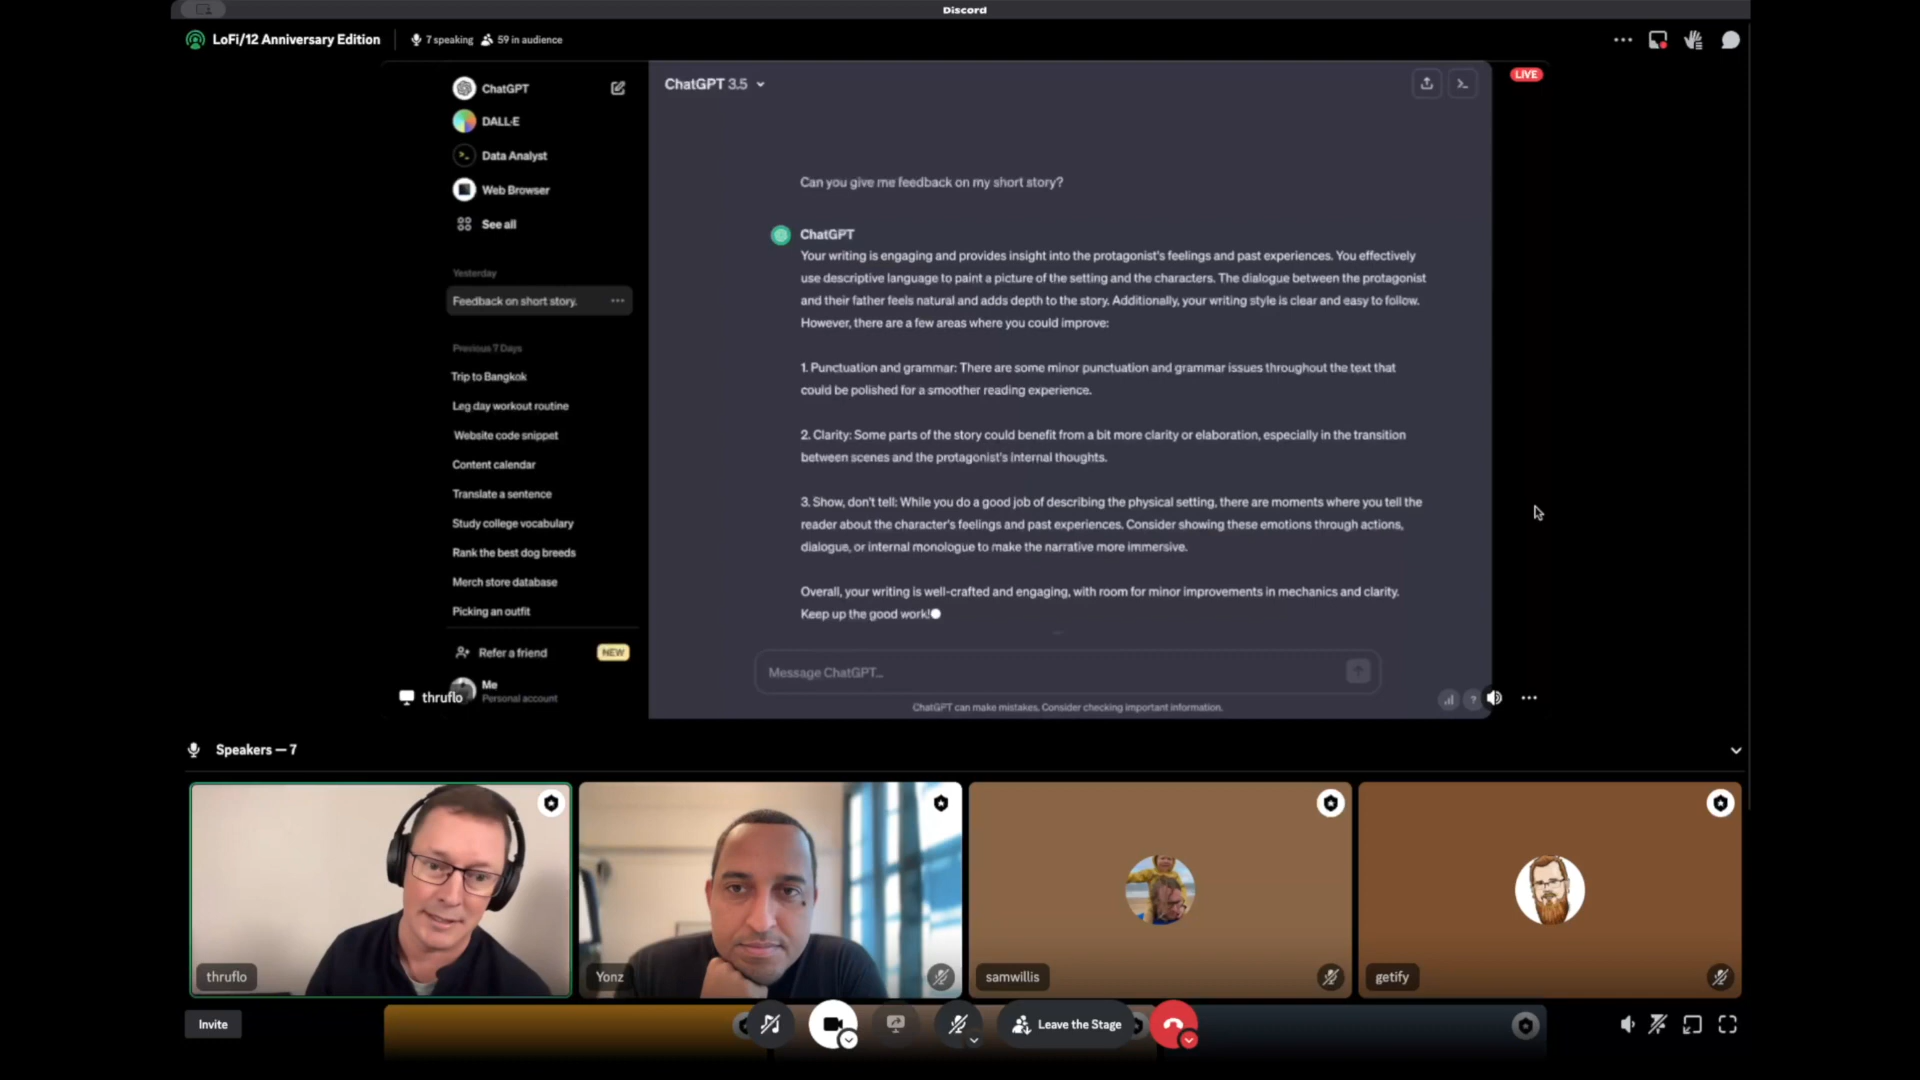 Discord
LoFi/12 Anniversary Edition
7 speaking
59 in audience
LIVE
ChatGPT
DALL·E
Data Analyst
Web Browser
See all
Yesterday
Feedback on short story.
Previous 7 Days
Trip to Bangkok
Leg day workout routine
Website code snippet
Content calendar
Translate a sentence
Study college vocabulary
Rank the best dog breeds
Merch store database
Picking an outfit
Refer a friend
NEW
Me
Personal account
thruflo
ChatGPT 3.5
Can you give me feedback on my short story?
ChatGPT
Your writing is engaging and provides insight into the protagonist's feelings and past experiences. You effectively
use descriptive language to paint a picture of the setting and the characters. The dialogue between the protagonist
and their father feels natural and adds depth to the story. Additionally, your writing style is clear and easy to follow.
However, there are a few areas where you could improve:
1. Punctuation and grammar: There are some minor punctuation and grammar issues throughout the text that
could be polished for a smoother reading experience.
2. Clarity: Some parts of the story could benefit from a bit more clarity or elaboration, especially in the transition
between scenes and the protagonist's internal thoughts.
3. Show, don't tell: While you do a good job of describing the physical setting, there are moments where you tell the
reader about the character's feelings and past experiences. Consider showing these emotions through actions,
dialogue, or internal monologue to make the narrative more immersive.
Overall, your writing is well-crafted and engaging, with room for minor improvements in mechanics and clarity.
Keep up the good work!
Message ChatGPT...
ChatGPT can make mistakes. Consider checking important information.
?
Speakers — 7
thruflo
Yonz
samwillis
getify
Invite
Leave the Stage